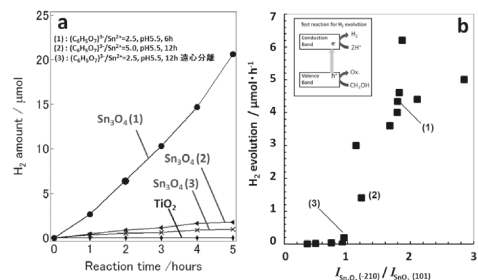 a
(1) : (C₆H₅O₇)³⁻/Sn²⁺=2.5, pH5.5, 6h
(2) : (C₆H₅O₇)³⁻/Sn²⁺=5.0, pH5.5, 12h
(3) : (C₆H₅O₇)³⁻/Sn²⁺=2.5, pH5.5, 12h 遠心分離
H₂ amount / μmol
25
20
15
10
5
0
Sn₃O₄(1)
Sn₃O₄(2)
Sn₃O₄(3)
TiO₂
0 1 2 3 4 5
Reaction time /hours
b
H₂ evolution / μmol·h⁻¹
7
6
5
4
3
2
1
0
Test reaction for H₂ evolution
Conduction Band
e⁻
H₂
2H⁺
Valence Band
h⁺
Ox.
CH₃OH
(1)
(2)
(3)
0 1 2 3
I Sn₃O₄(-210) / I SnO₂(101)